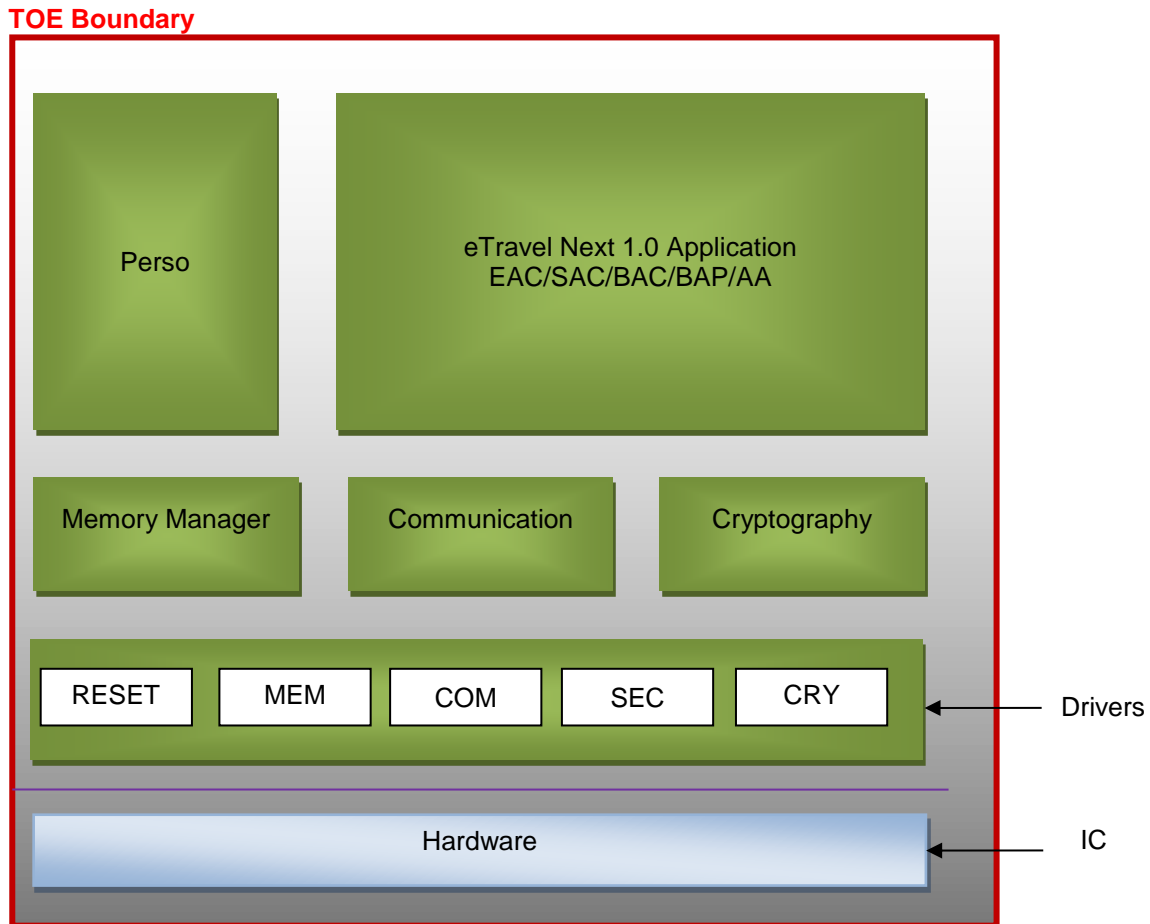 TOE Boundary
Perso
eTravel Next 1.0 Application
EAC/SAC/BAC/BAP/AA
Memory Manager
Communication
Cryptography
RESET
MEM
COM
SEC
CRY
Drivers
Hardware
IC